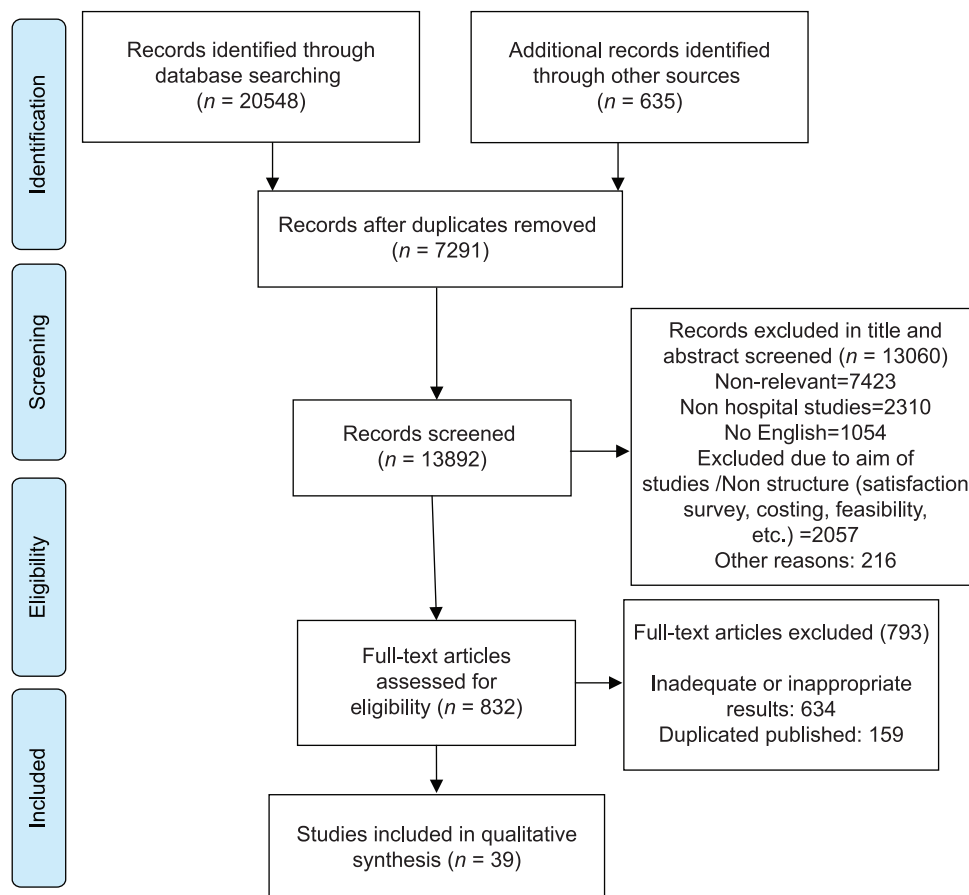 Identification
Records identified through
database searching
(n = 20548)
Additional records identified
through other sources
(n = 635)
Records after duplicates removed
(n = 7291)
Screening
Records screened
(n = 13892)
Records excluded in title and
abstract screened (n = 13060)
Non-relevant=7423
Non hospital studies=2310
No English=1054
Excluded due to aim of
studies /Non structure (satisfaction
survey, costing, feasibility,
etc.) =2057
Other reasons: 216
Eligibility
Full-text articles
assessed for
eligibility (n = 832)
Full-text articles excluded (793)
Inadequate or inappropriate
results: 634
Duplicated published: 159
Included
Studies included in qualitative
synthesis (n = 39)